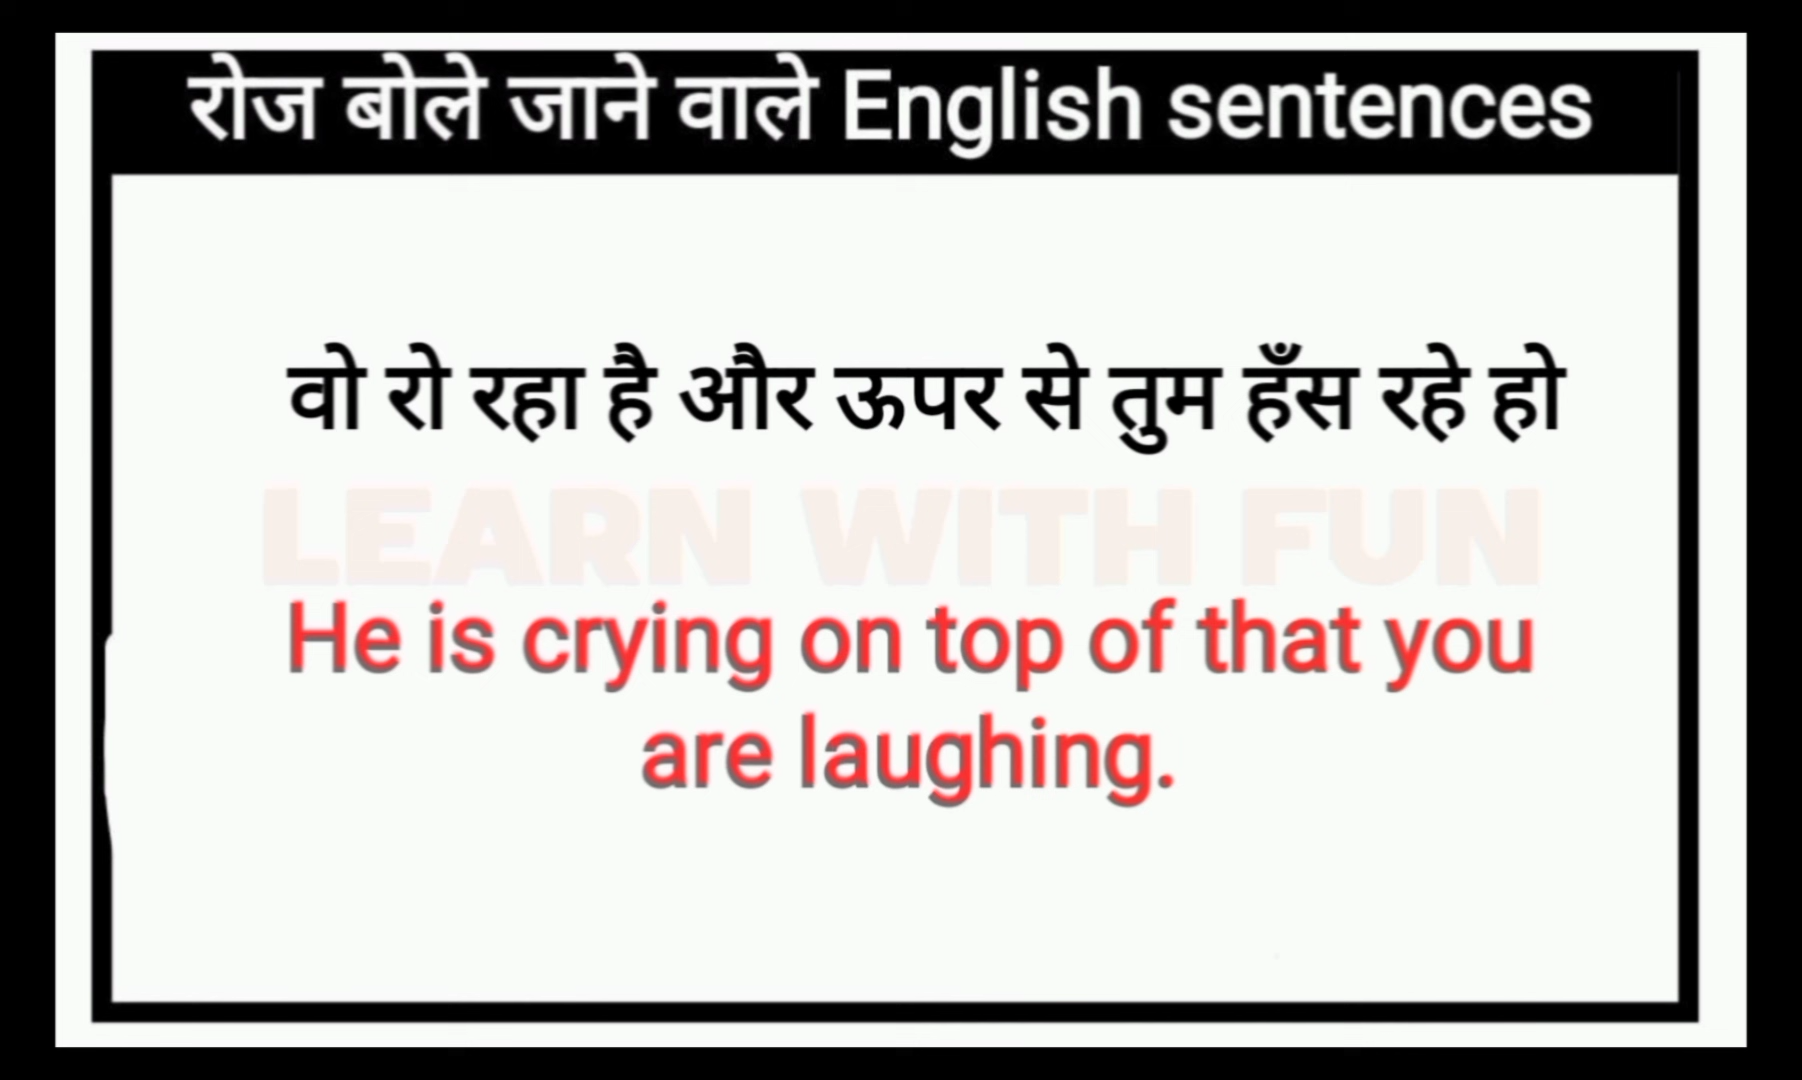 रोज बोले जाने वाले English sentences
वो रो रहा है और ऊपर से तुम हँस रहे हो
LEARN WITH FUN
He is crying on top of that you
are laughing.